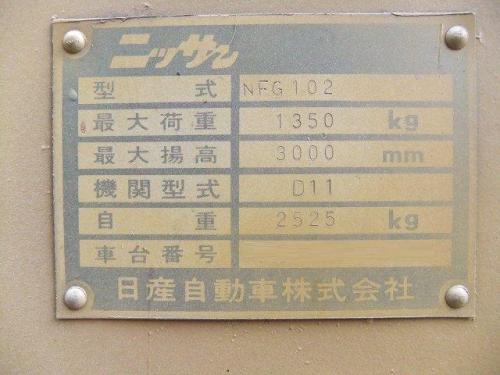 ニッサン
型式 NFG102
最大荷重 1350 kg
最大揚高 3000 mm
機関型式 D11
自重 2525 kg
車台番号
日産自動車株式会社